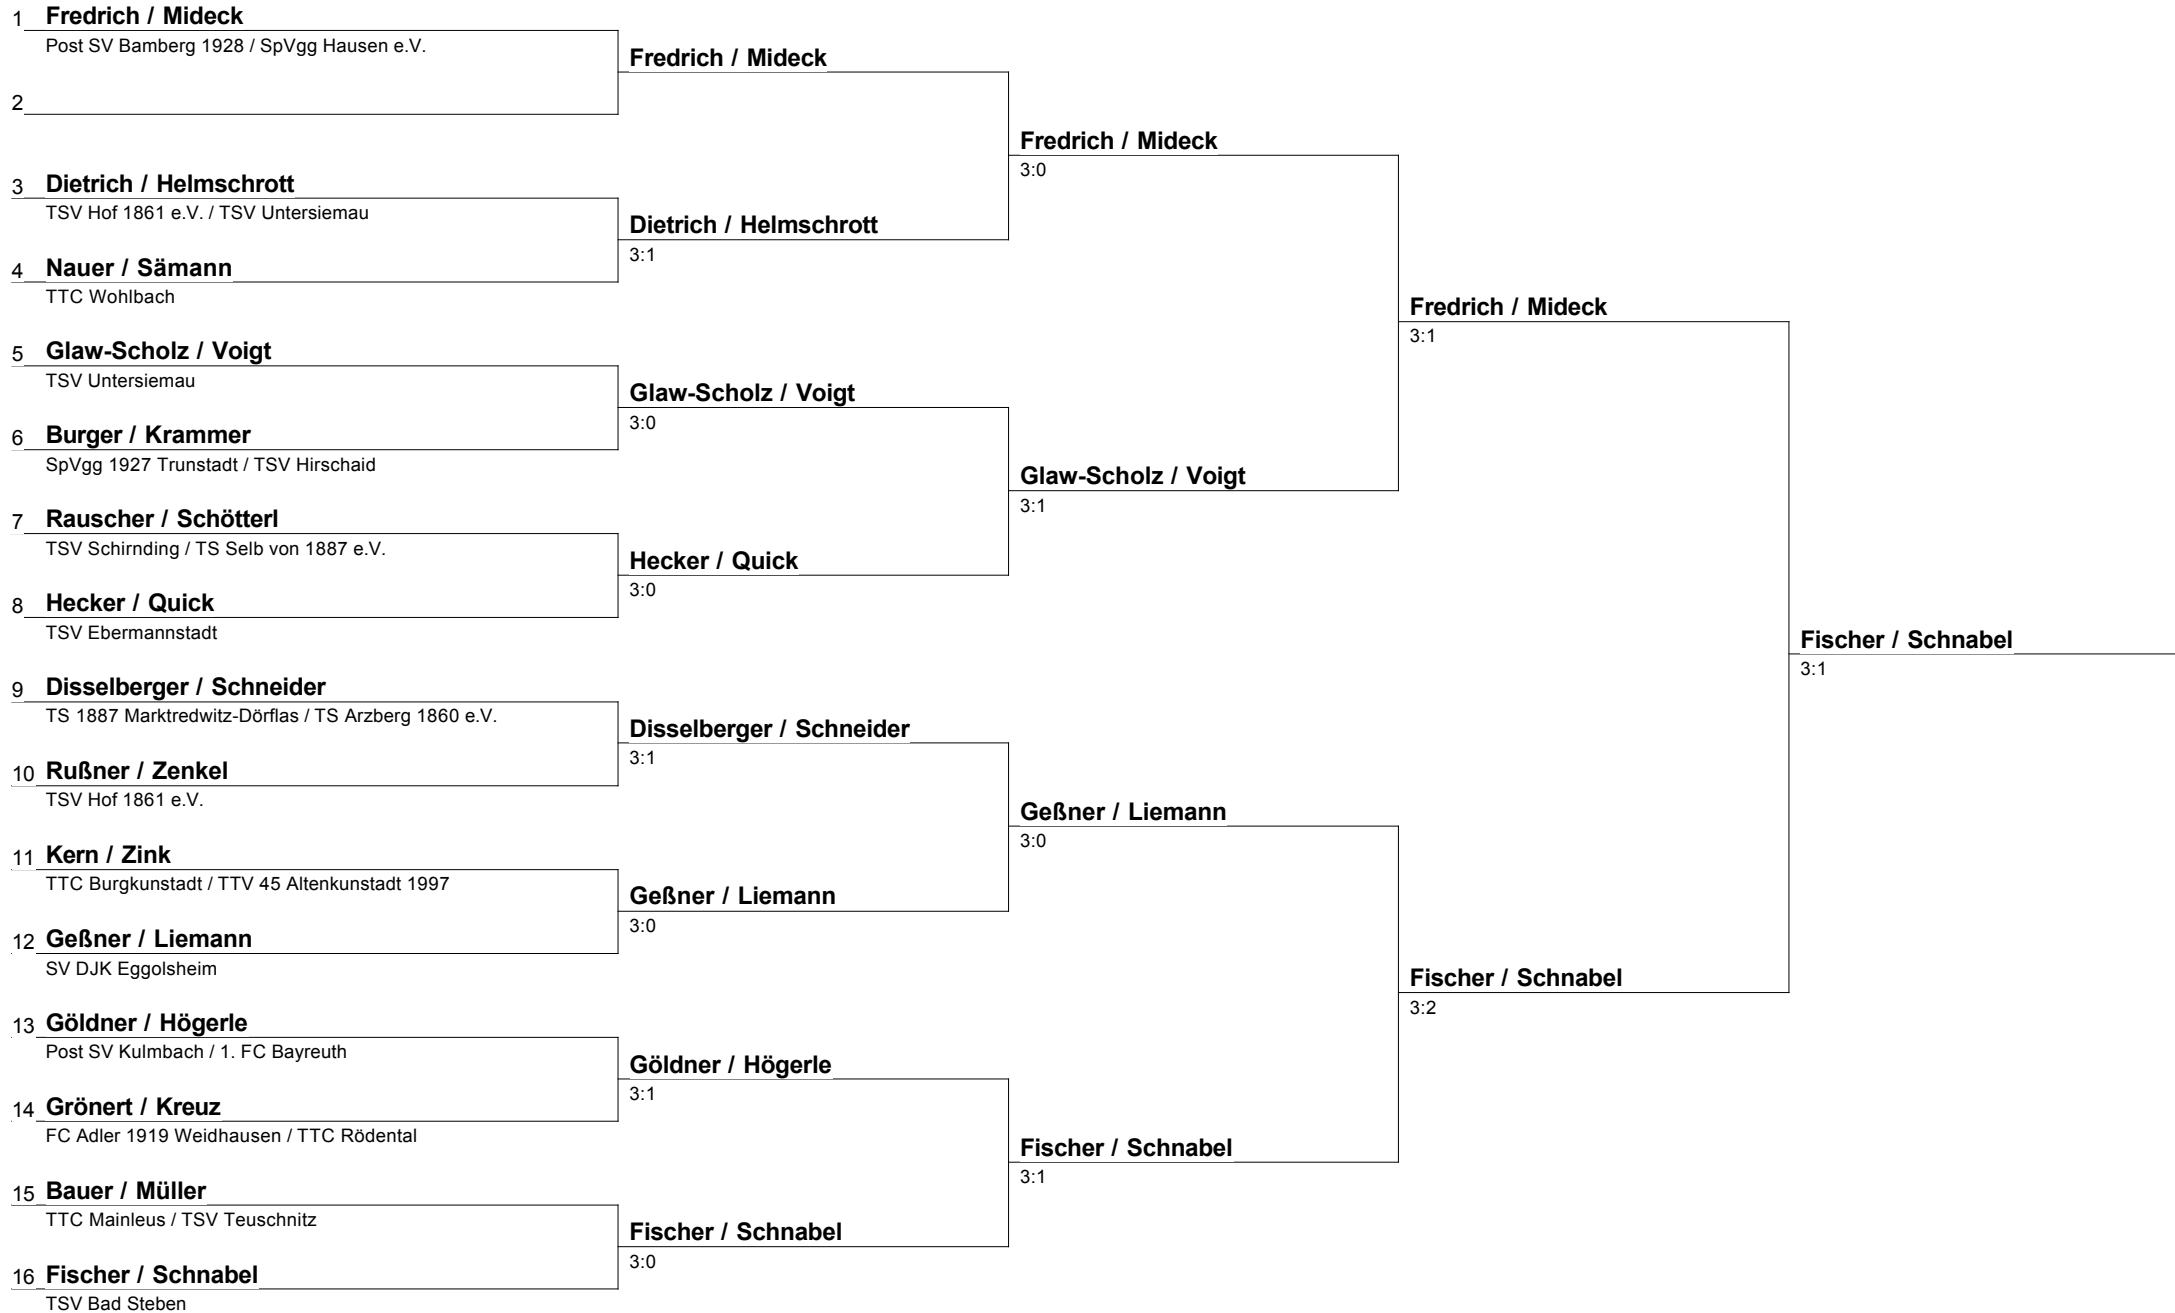 1 Fredrich / Mideck
Post SV Bamberg 1928 / SpVgg Hausen e.V.
2
3 Dietrich / Helmschrott
TSV Hof 1861 e.V. / TSV Untersiemau
4 Nauer / Sämann
TTC Wohlbach
5 Glaw-Scholz / Voigt
TSV Untersiemau
6 Burger / Krammer
SpVgg 1927 Trunstadt / TSV Hirschaid
7 Rauscher / Schötterl
TSV Schirnding / TS Selb von 1887 e.V.
8 Hecker / Quick
TSV Ebermannstadt
9 Disselberger / Schneider
TS 1887 Marktredwitz-Dörflas / TS Arzberg 1860 e.V.
10 Rußner / Zenkel
TSV Hof 1861 e.V.
11 Kern / Zink
TTC Burgkunstadt / TTV 45 Altenkunstadt 1997
12 Geßner / Liemann
SV DJK Eggolsheim
13 Göldner / Högerle
Post SV Kulmbach / 1. FC Bayreuth
14 Grönert / Kreuz
FC Adler 1919 Weidhausen / TTC Rödental
15 Bauer / Müller
TTC Mainleus / TSV Teuschnitz
16 Fischer / Schnabel
TSV Bad Steben
Fredrich / Mideck
Dietrich / Helmschrott
3:1
Glaw-Scholz / Voigt
3:0
Hecker / Quick
3:0
Disselberger / Schneider
3:1
Geßner / Liemann
3:0
Göldner / Högerle
3:1
Fischer / Schnabel
3:0
Fredrich / Mideck
3:0
Glaw-Scholz / Voigt
3:1
Geßner / Liemann
3:0
Fischer / Schnabel
3:1
Fredrich / Mideck
3:1
Fischer / Schnabel
3:2
Fischer / Schnabel
3:1